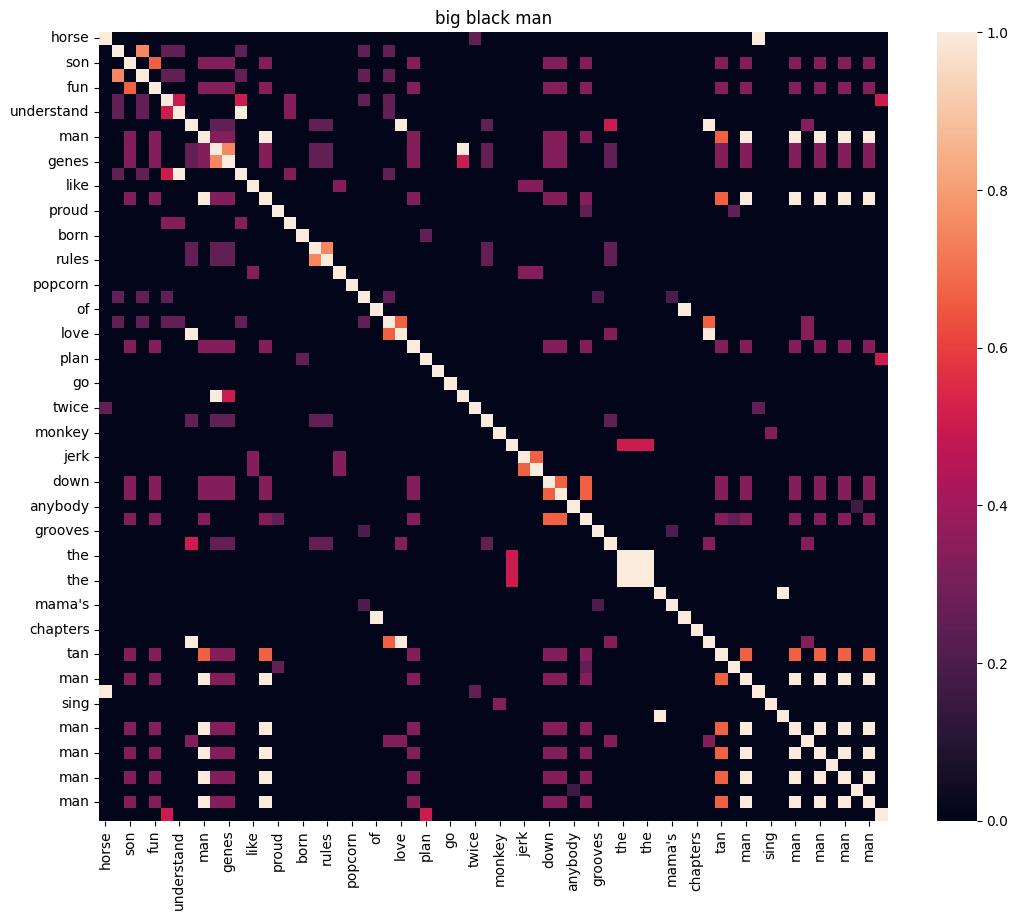 big black man
horse
son
fun
understand
man
genes
like
proud
born
rules
popcorn
of
love
plan
go
twice
monkey
jerk
down
anybody
grooves
the
the
mama's
chapters
tan
man
sing
man
man
man
man
horse
son
fun
understand
man
genes
like
proud
born
rules
popcorn
of
love
plan
go
twice
monkey
jerk
down
anybody
grooves
the
the
mama's
chapters
tan
man
sing
man
man
man
man
1.0
0.8
0.6
0.4
0.2
0.0